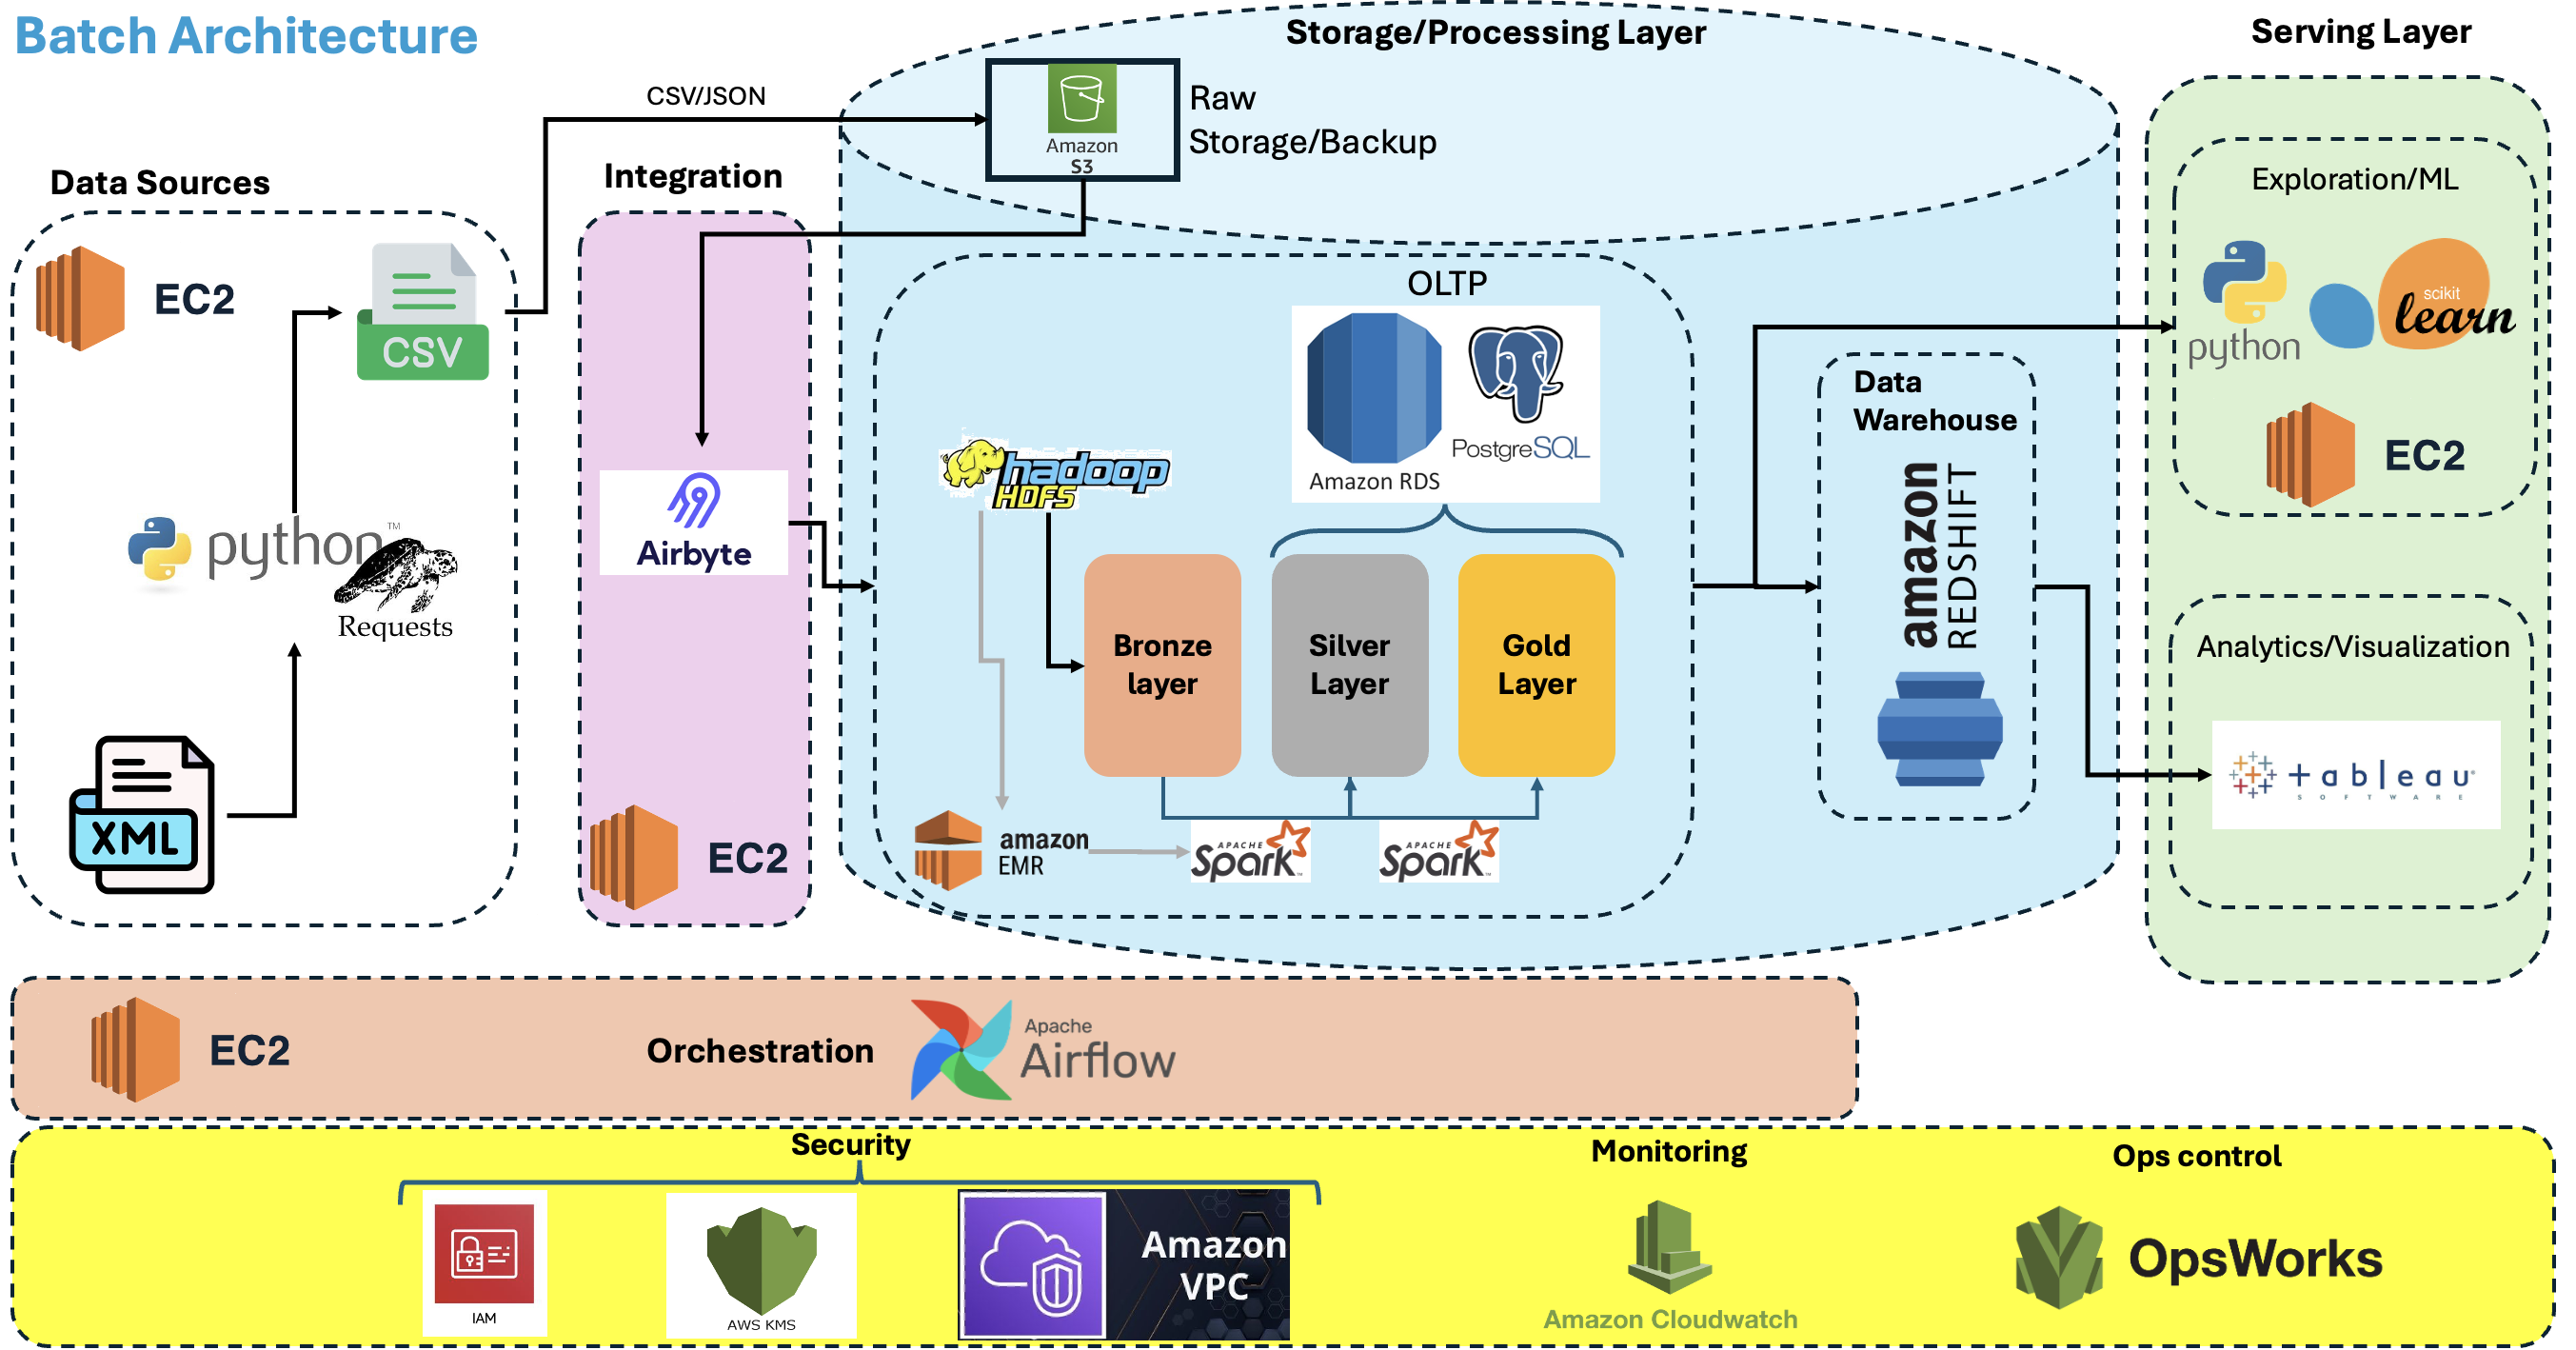 Batch Architecture
Storage/Processing Layer
Serving Layer
CSV/JSON
Amazon
S3
Raw
Storage/Backup
Data Sources
Integration
Exploration/ML
EC2
CSV
OLTP
Amazon RDS
PostgreSQL
python
scikit
learn
EC2
Data
Warehouse
amazon
REDSHIFT
hadoop
HDFS
python™
Requests
Airbyte
Bronze
layer
Silver
Layer
Gold
Layer
Analytics/Visualization
tableau
SOFTWARE
XML
EC2
amazon
EMR
APACHE
Spark™
APACHE
Spark™
EC2
Orchestration
Apache
Airflow
Security
Monitoring
Ops control
IAM
AWS KMS
Amazon
VPC
Amazon Cloudwatch
OpsWorks